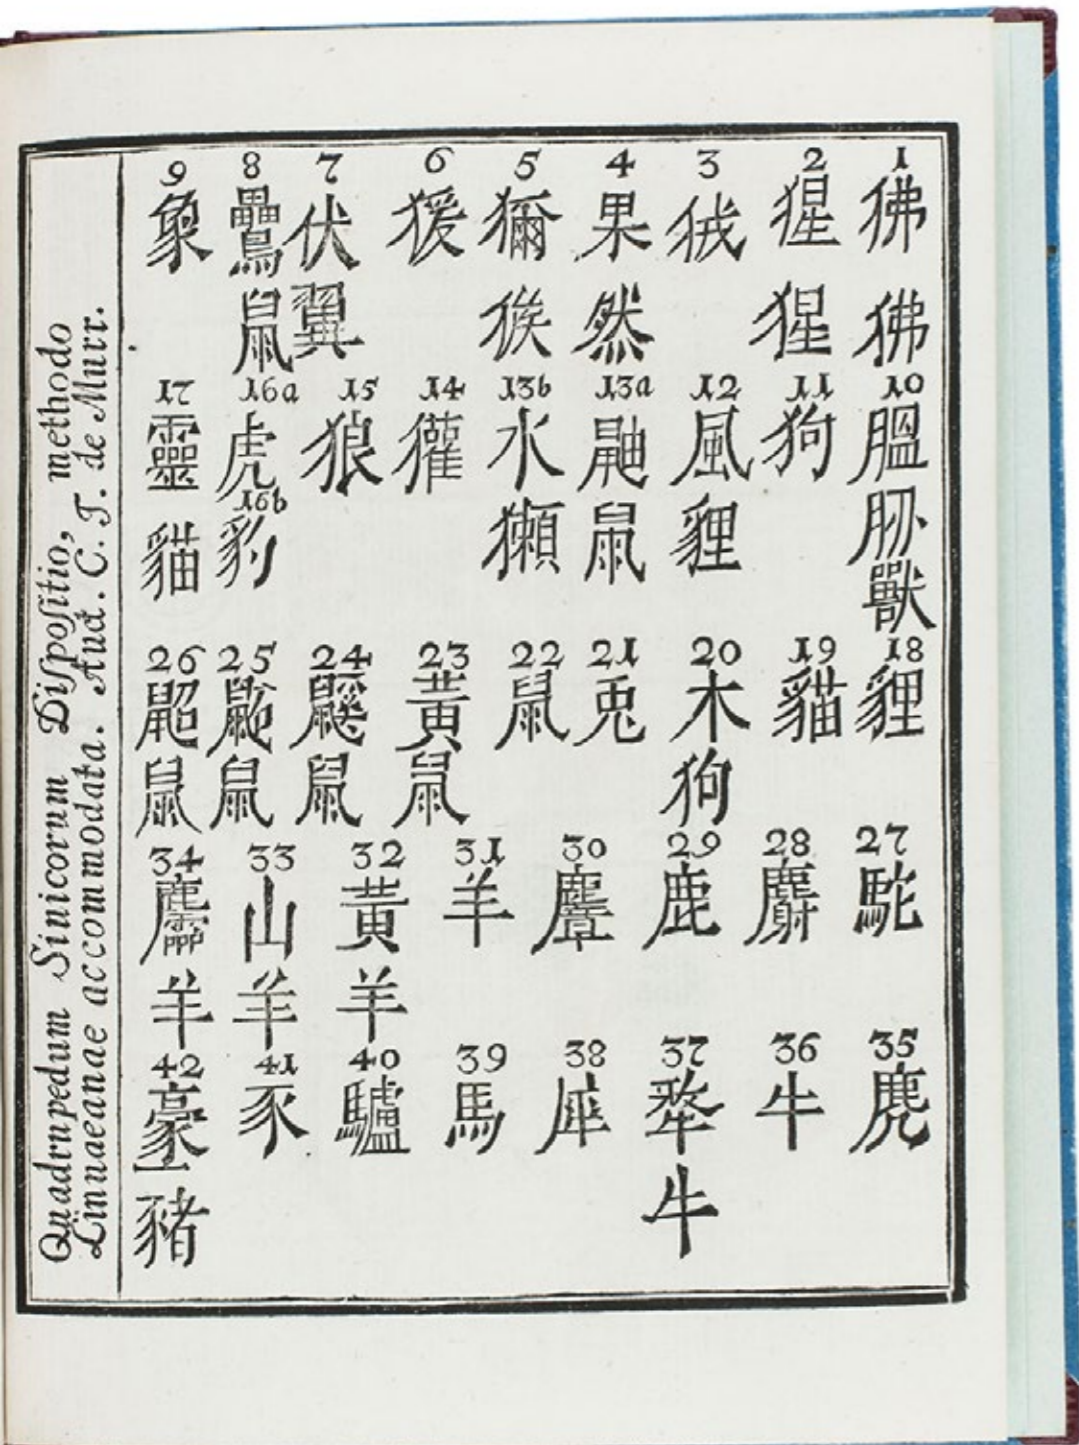 Quadrupedum Sinicorum Diſpoſitio, methodo
Linnaeanae accommodata. Aud. C. T. de Murr.
1 狒狒
2 猩猩
3 狨
4 果然
5 獼猴
6 猨
7 伏翼
8 鸓鼠
9 象
10 膃肭獸
11 狗
12 風貍
13a 鼬鼠
13b 水獺
14 獾
15 狼
16a 虎
16b 豹
17 靈貓
18 貍
19 貓
20 木狗
21 兎
22 鼠
23 黃鼠
24 鼷鼠
25 鼠
26 鼦鼠
27 駝
28 麝
29 鹿
30 麞
31 羊
32 黃羊
33 山羊
34 麢羊
35 麂
36 牛
37 犛牛
38 犀
39 馬
40 驢
41 豕
42 豪豬